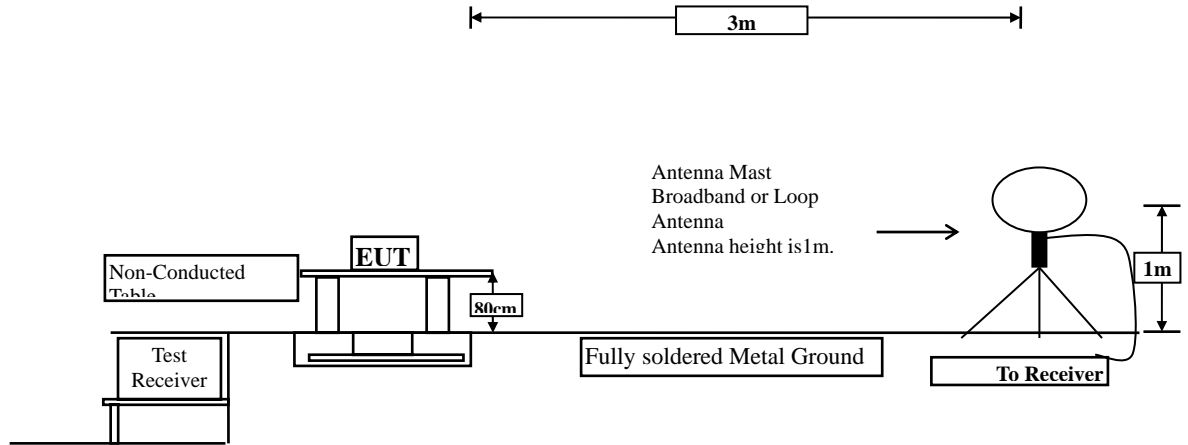 3m
Antenna Mast
Broadband or Loop
Antenna
Antenna height is1m.
EUT
Non-Conducted
Table
80cm
1m
Test
Receiver
Fully soldered Metal Ground
To Receiver